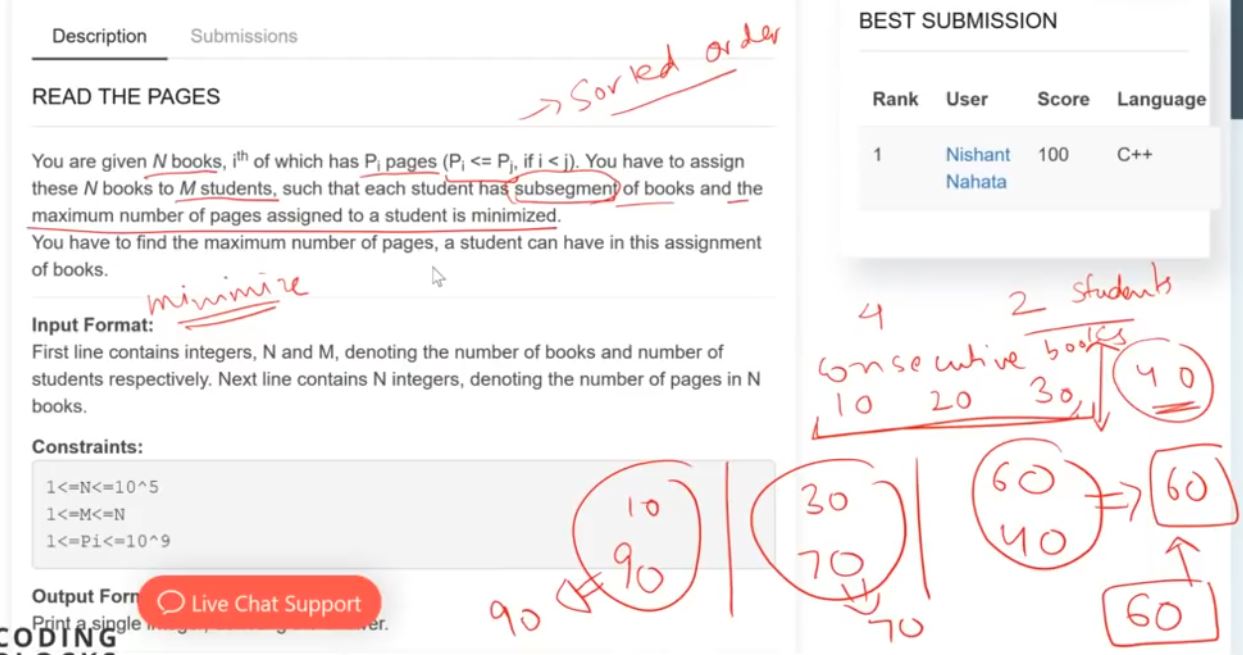 Description Submissions
→ Sorted order
READ THE PAGES
You are given N books, ith of which has Pi pages (Pi <= Pj, if i < j). You have to assign
these N books to M students, such that each student has subsegment of books and the
maximum number of pages assigned to a student is minimized.
You have to find the maximum number of pages, a student can have in this assignment
of books.
minimize
Input Format:
First line contains integers, N and M, denoting the number of books and number of
students respectively. Next line contains N integers, denoting the number of pages in N
books.
Constraints:
1<=N<=10^5
1<=M<=N
1<=Pi<=10^9
Output Form
Print a single
er.
Live Chat Support
CODING
BEST SUBMISSION
Rank User Score Language
1 Nishant 100 C++
Nahata
4 2 students
consecutive books
10 20 30 40
10 30 60 ⇒ 60
90 70 40
90 70 60